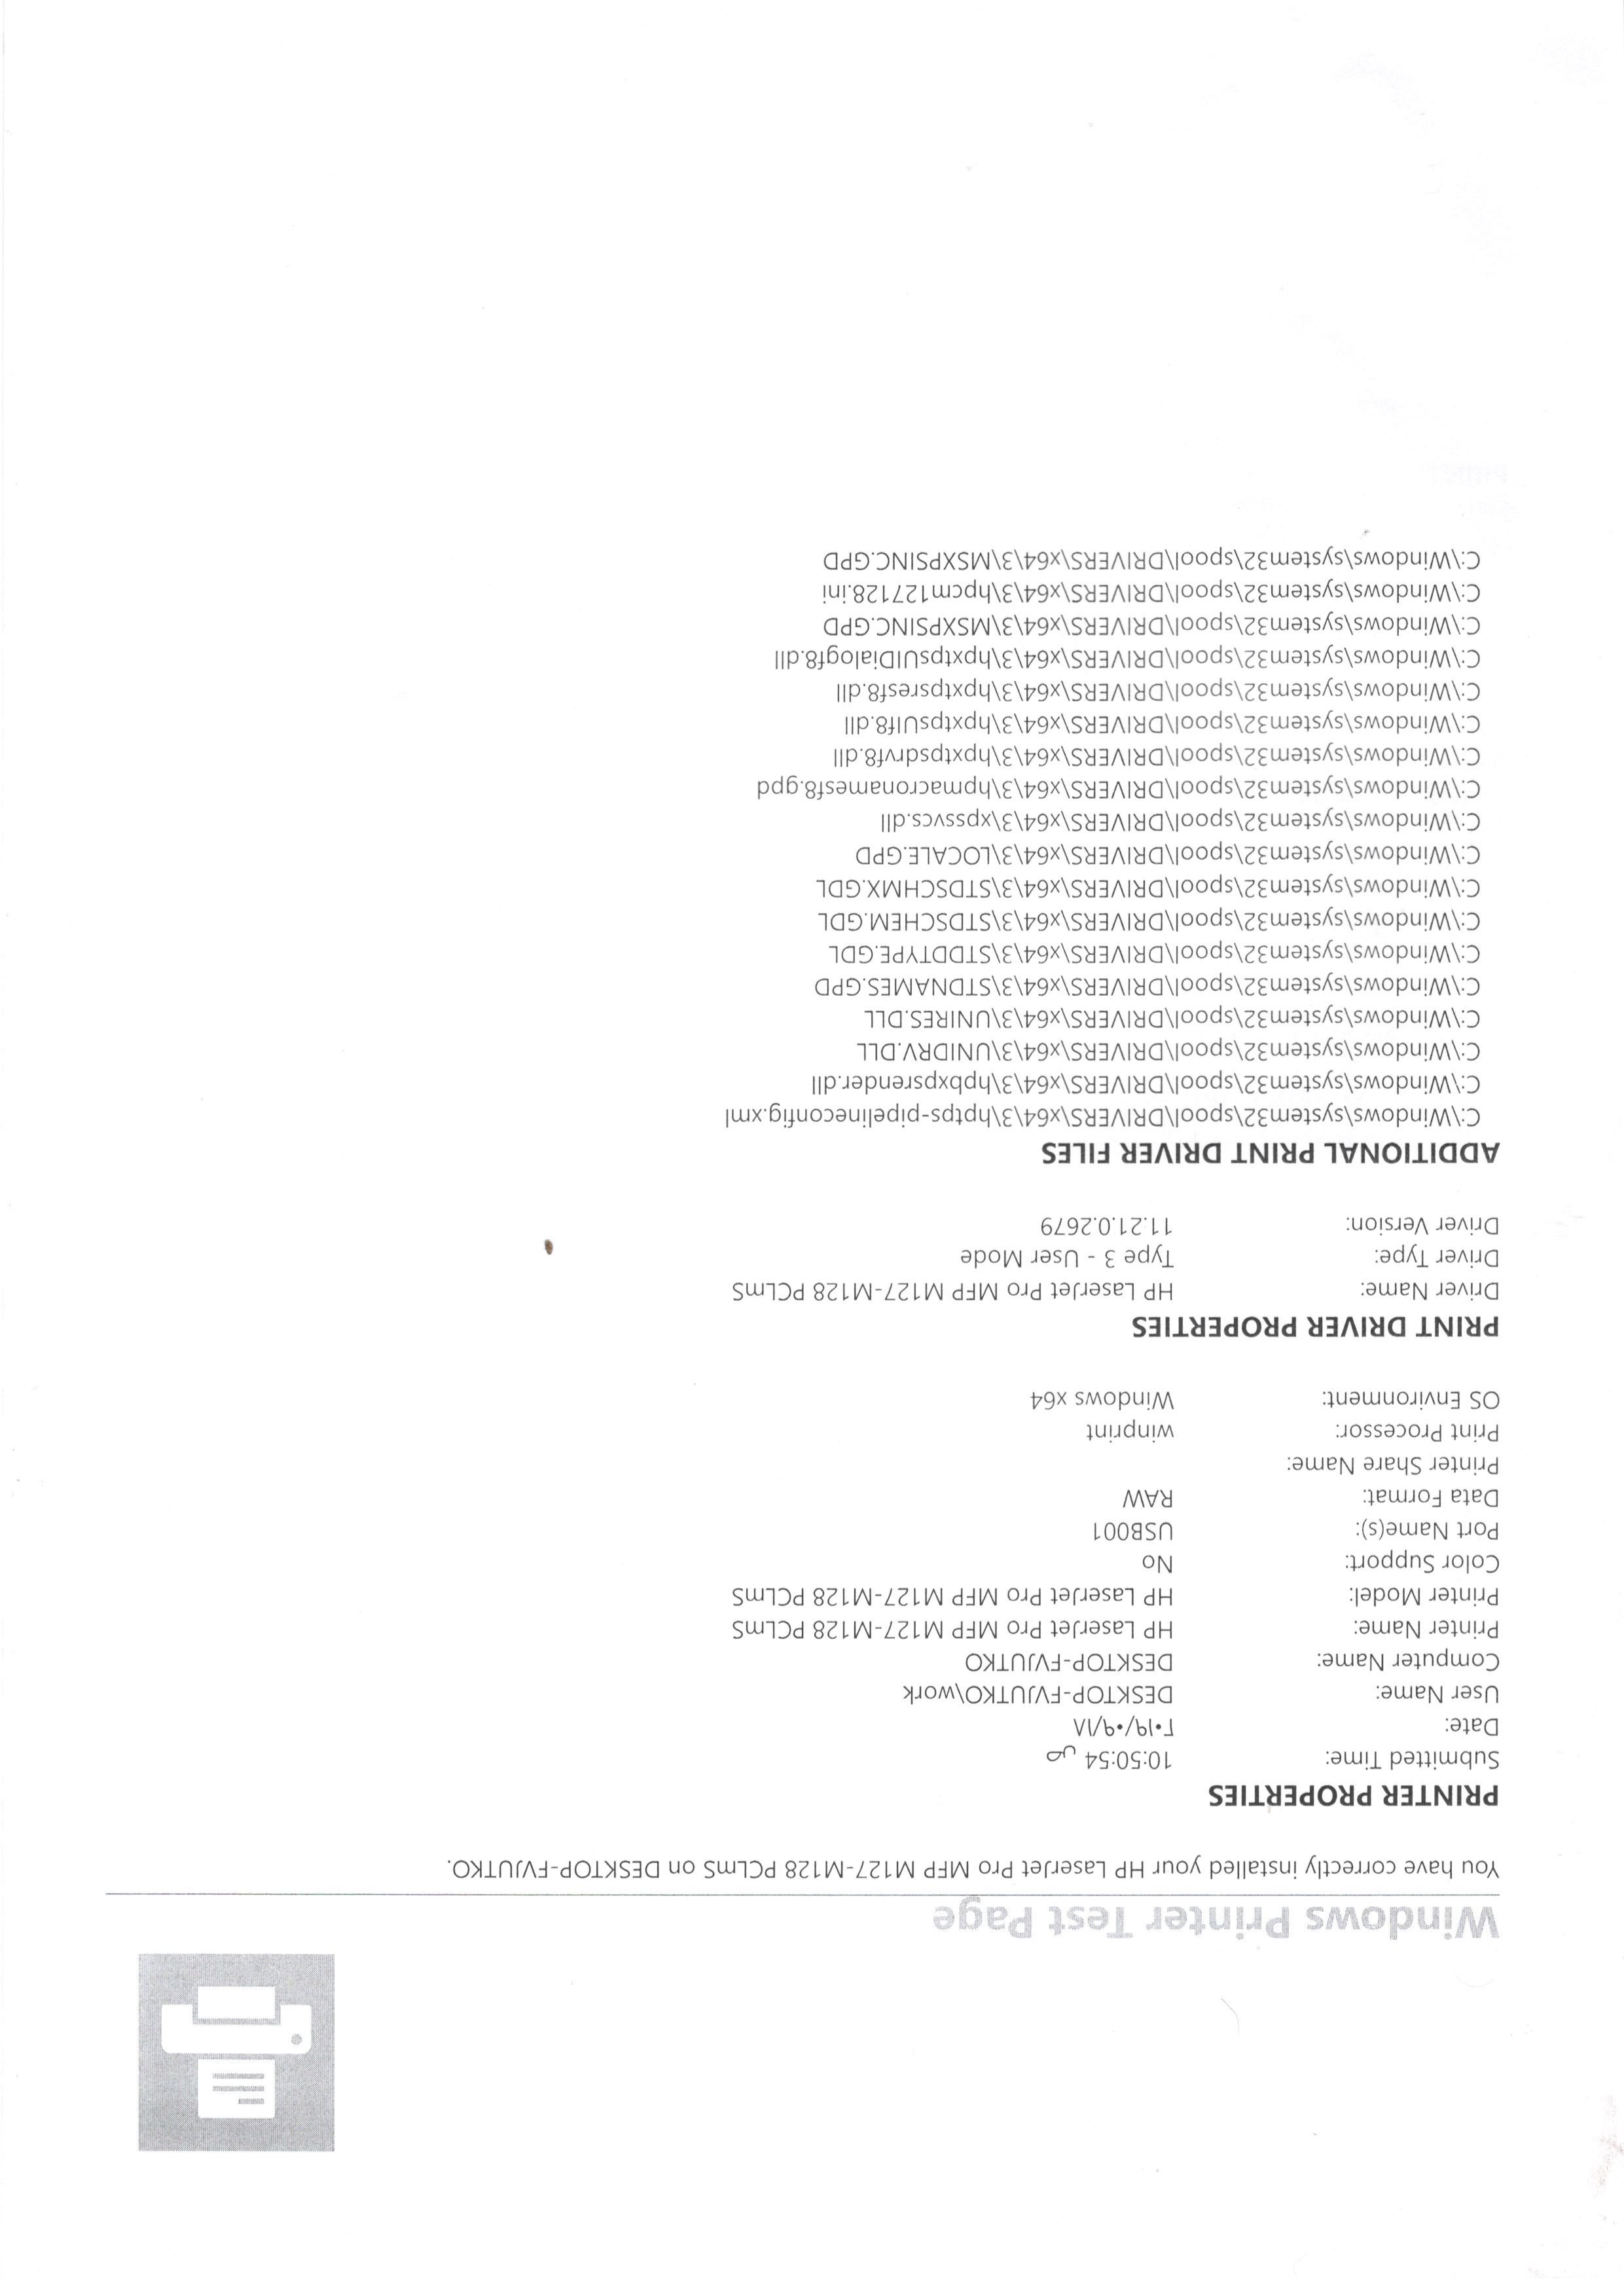 Windows Printer Test Page
You have correctly installed your HP LaserJet Pro MFP M127-M128 PCLmS on DESKTOP-FVJUTKO.
PRINTER PROPERTIES
Submitted Time: 10:50:54 ص
Date: ٢٠١٩/٠٩/١٨
User Name: DESKTOP-FVJUTKO\work
Computer Name: DESKTOP-FVJUTKO
Printer Name: HP LaserJet Pro MFP M127-M128 PCLmS
Printer Model: HP LaserJet Pro MFP M127-M128 PCLmS
Color Support: No
Port Name(s): USB001
Data Format: RAW
Printer Share Name:
Print Processor: winprint
OS Environment: Windows x64
PRINT DRIVER PROPERTIES
Driver Name: HP LaserJet Pro MFP M127-M128 PCLmS
Driver Type: Type 3 - User Mode
Driver Version: 11.21.0.2679
ADDITIONAL PRINT DRIVER FILES
C:\Windows\system32\spool\DRIVERS\x64\3\hptps-pipelineconfig.xml
C:\Windows\system32\spool\DRIVERS\x64\3\hpbxpsrender.dll
C:\Windows\system32\spool\DRIVERS\x64\3\UNIDRV.DLL
C:\Windows\system32\spool\DRIVERS\x64\3\UNIRES.DLL
C:\Windows\system32\spool\DRIVERS\x64\3\STDNAMES.GPD
C:\Windows\system32\spool\DRIVERS\x64\3\STDDTYPE.GDL
C:\Windows\system32\spool\DRIVERS\x64\3\STDSCHEM.GDL
C:\Windows\system32\spool\DRIVERS\x64\3\STDSCHMX.GDL
C:\Windows\system32\spool\DRIVERS\x64\3\LOCALE.GPD
C:\Windows\system32\spool\DRIVERS\x64\3\xpssvcs.dll
C:\Windows\system32\spool\DRIVERS\x64\3\hpmacronamesf8.gpd
C:\Windows\system32\spool\DRIVERS\x64\3\hpxtpsdrvf8.dll
C:\Windows\system32\spool\DRIVERS\x64\3\hpxtpsUIf8.dll
C:\Windows\system32\spool\DRIVERS\x64\3\hpxtpsresf8.dll
C:\Windows\system32\spool\DRIVERS\x64\3\hpxtpsUIDialogf8.dll
C:\Windows\system32\spool\DRIVERS\x64\3\MSXPSINC.GPD
C:\Windows\system32\spool\DRIVERS\x64\3\hpcm127128.ini
C:\Windows\system32\spool\DRIVERS\x64\3\MSXPSINC.GPD